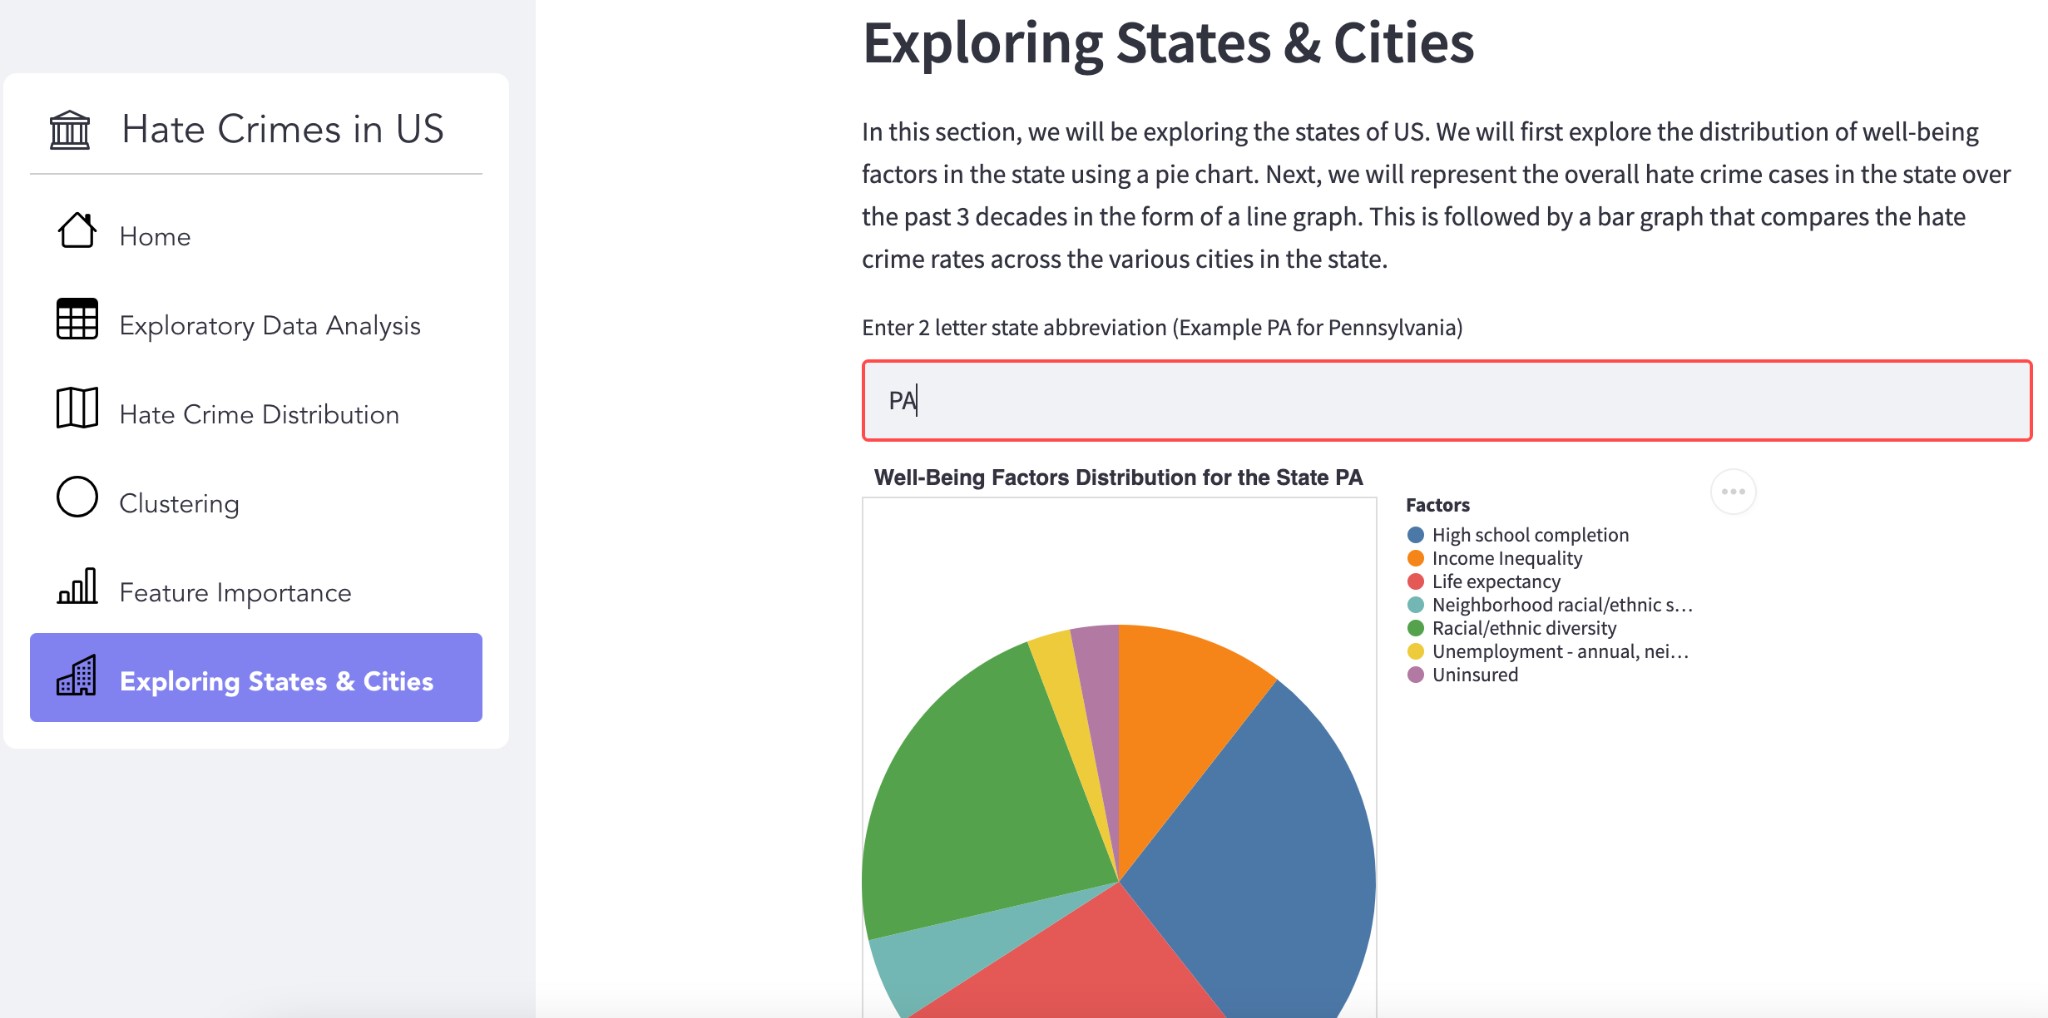 Hate Crimes in US
Home
Exploratory Data Analysis
Hate Crime Distribution
Clustering
Feature Importance
Exploring States & Cities
Exploring States & Cities
In this section, we will be exploring the states of US. We will first explore the distribution of well-being
factors in the state using a pie chart. Next, we will represent the overall hate crime cases in the state over
the past 3 decades in the form of a line graph. This is followed by a bar graph that compares the hate
crime rates across the various cities in the state.
Enter 2 letter state abbreviation (Example PA for Pennsylvania)
PA
Well-Being Factors Distribution for the State PA
Factors
High school completion
Income Inequality
Life expectancy
Neighborhood racial/ethnic s…
Racial/ethnic diversity
Unemployment - annual, nei…
Uninsured